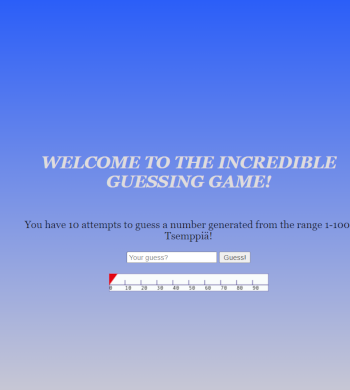 WELCOME TO THE INCREDIBLE
GUESSING GAME!
You have 10 attempts to guess a number generated from the range 1-100
Tsemppiä!
Your guess? Guess!
0 10 20 30 40 50 60 70 80 90